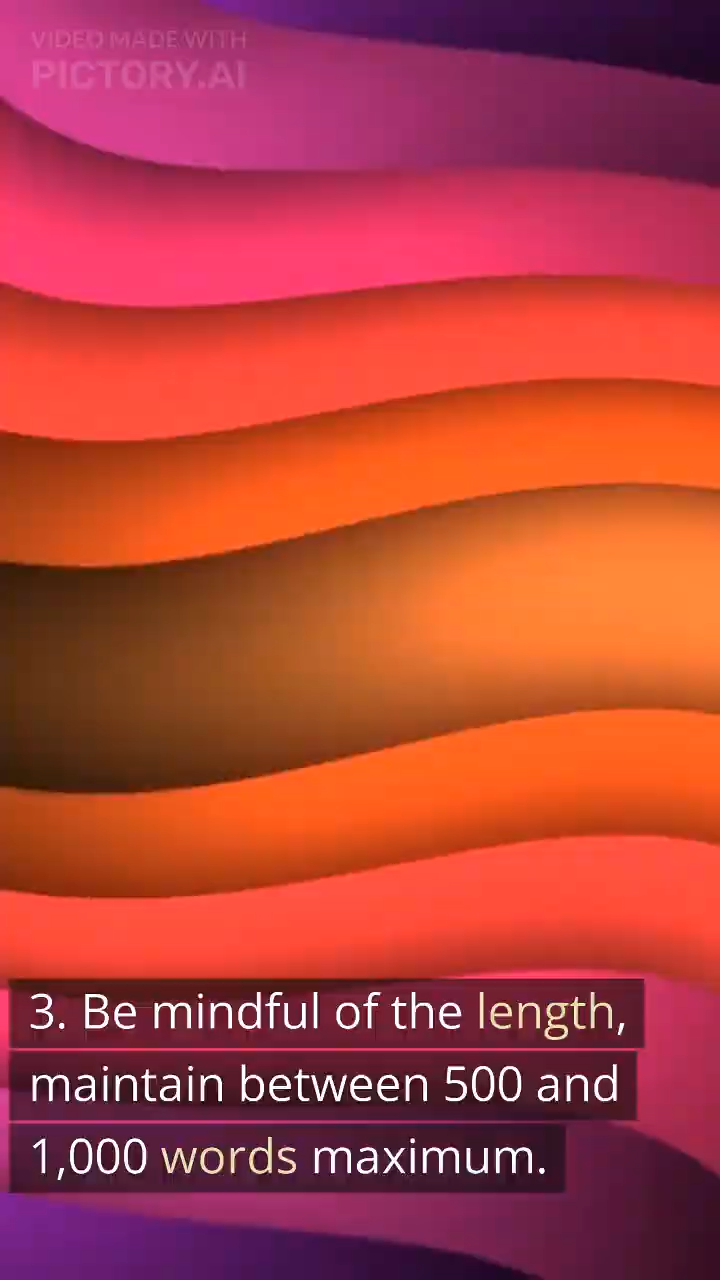 VIDEO MADE WITH
PICTORY.AI
3. Be mindful of the length,
maintain between 500 and
1,000 words maximum.